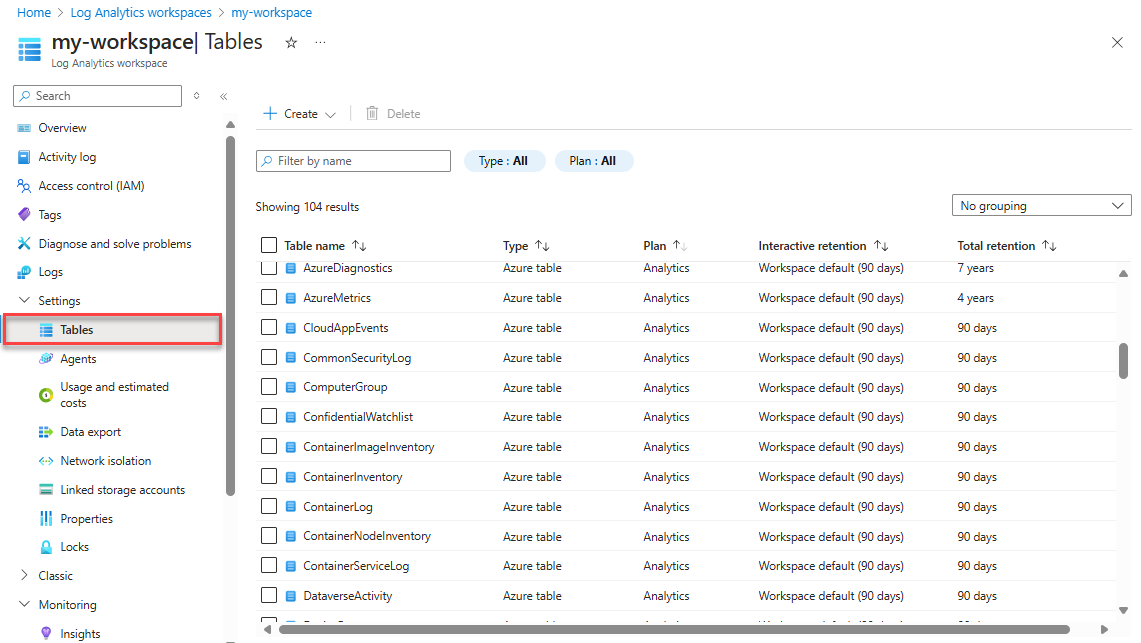 Home > Log Analytics workspaces > my-workspace
my-workspace| Tables
Log Analytics workspace
Search
Overview
Activity log
Access control (IAM)
Tags
Diagnose and solve problems
Logs
Settings
Tables
Agents
Usage and estimated
costs
Data export
Network isolation
Linked storage accounts
Properties
Locks
Classic
Monitoring
Insights
Create Delete
Filter by name Type : All Plan : All
Showing 104 results No grouping
Table name Type Plan Interactive retention Total retention
AzureDiagnostics Azure table Analytics Workspace default (90 days) 7 years
AzureMetrics Azure table Analytics Workspace default (90 days) 4 years
CloudAppEvents Azure table Analytics Workspace default (90 days) 90 days
CommonSecurityLog Azure table Analytics Workspace default (90 days) 90 days
ComputerGroup Azure table Analytics Workspace default (90 days) 90 days
ConfidentialWatchlist Azure table Analytics Workspace default (90 days) 90 days
ContainerImageInventory Azure table Analytics Workspace default (90 days) 90 days
ContainerInventory Azure table Analytics Workspace default (90 days) 90 days
ContainerLog Azure table Analytics Workspace default (90 days) 90 days
ContainerNodeInventory Azure table Analytics Workspace default (90 days) 90 days
ContainerServiceLog Azure table Analytics Workspace default (90 days) 90 days
DataverseActivity Azure table Analytics Workspace default (90 days) 90 days